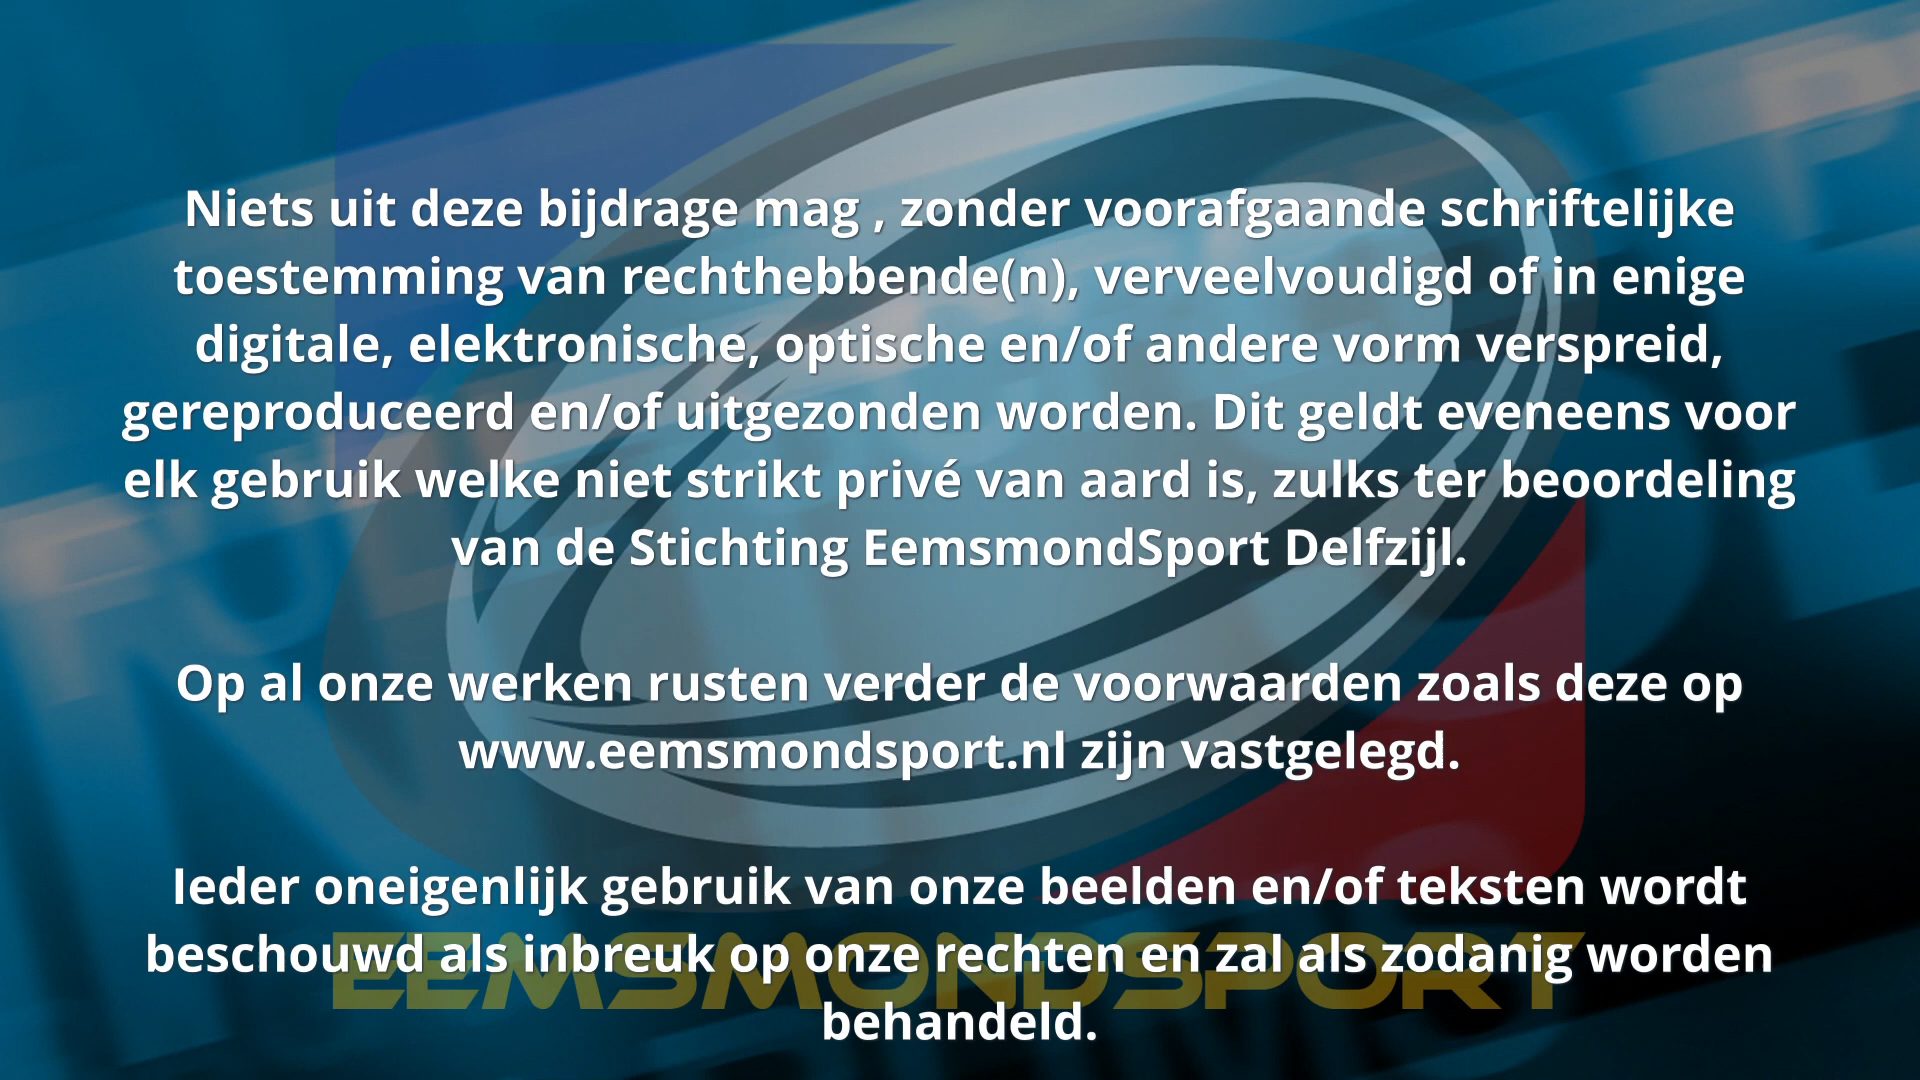 Niets uit deze bijdrage mag , zonder voorafgaande schriftelijke
toestemming van rechthebbende(n), verveelvoudigd of in enige
digitale, elektronische, optische en/of andere vorm verspreid,
gereproduceerd en/of uitgezonden worden. Dit geldt eveneens voor
elk gebruik welke niet strikt privé van aard is, zulks ter beoordeling
van de Stichting EemsmondSport Delfzijl.
Op al onze werken rusten verder de voorwaarden zoals deze op
www.eemsmondsport.nl zijn vastgelegd.
Ieder oneigenlijk gebruik van onze beelden en/of teksten wordt
beschouwd als inbreuk op onze rechten en zal als zodanig worden
behandeld.
EEMSMONDSPORT